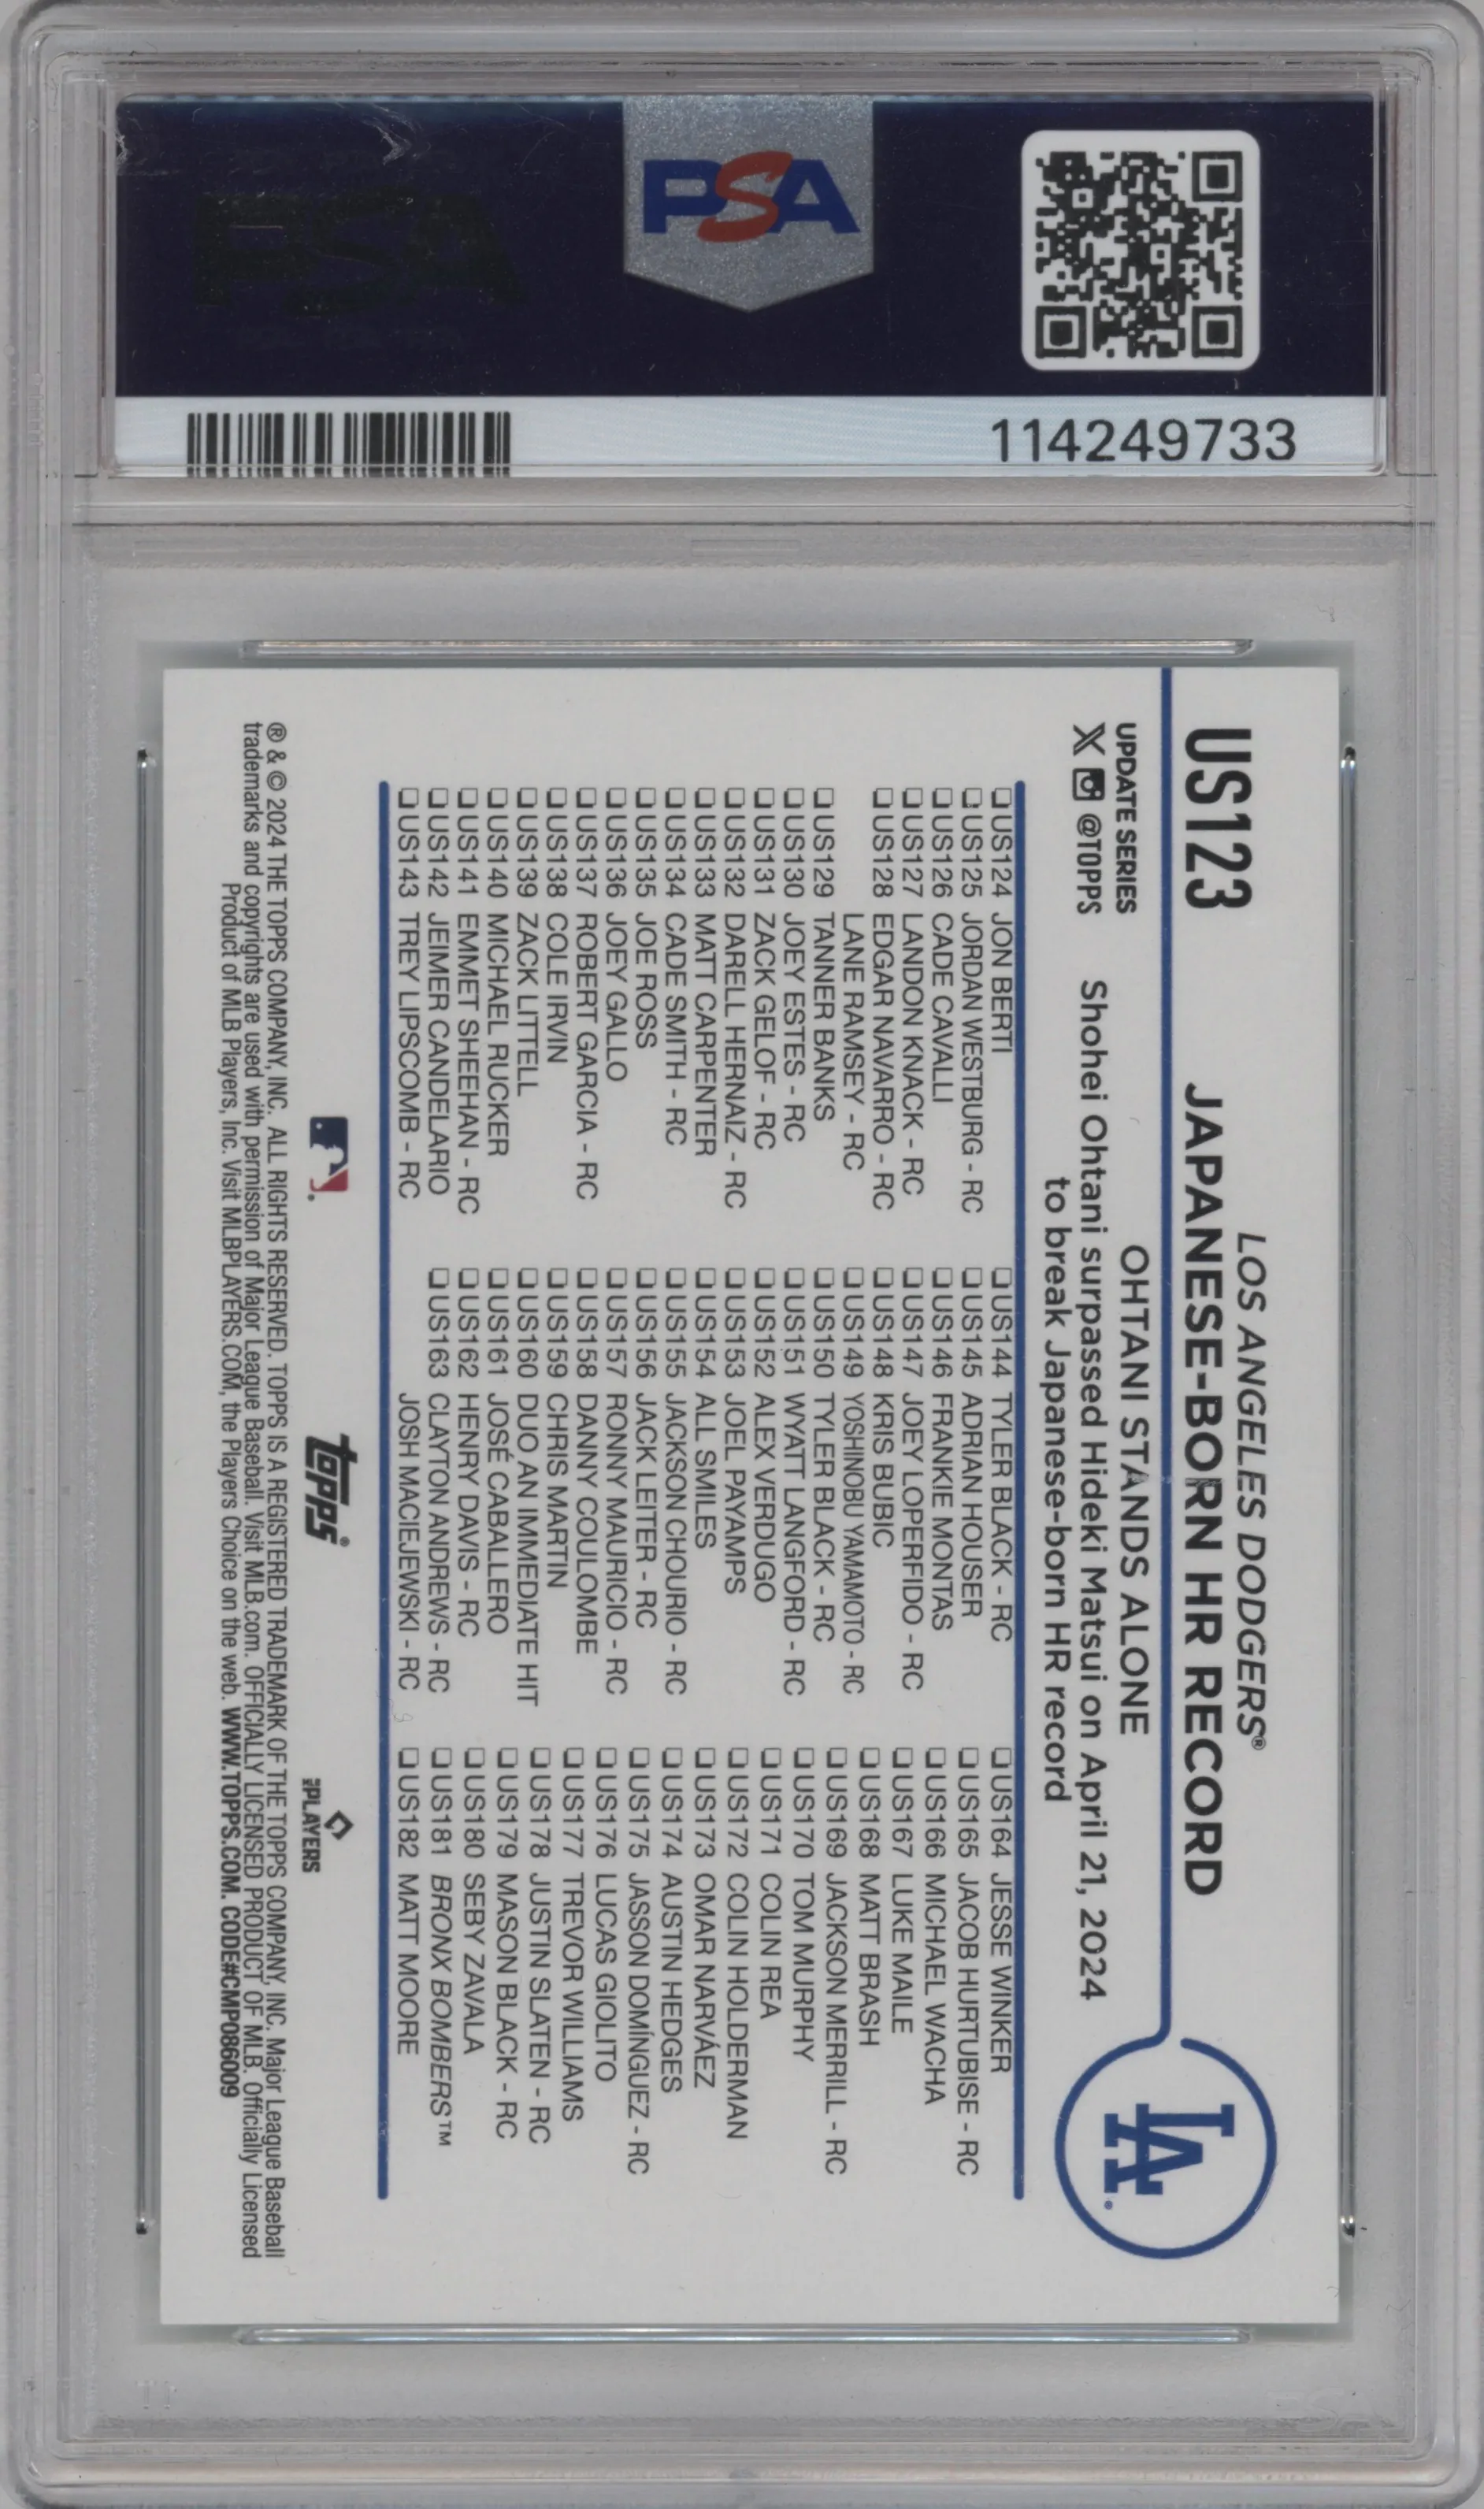 PSA
114249733
US123
LOS ANGELES DODGERS®
JAPANESE-BORN HR RECORD
UPDATE SERIES
@TOPPS
OHTANI STANDS ALONE
Shohei Ohtani surpassed Hideki Matsui on April 21, 2024
to break Japanese-born HR record
LA®
❑US124 JON BERTI
❑US125 JORDAN WESTBURG - RC
❑US126 CADE CAVALLI
❑US127 LANDON KNACK - RC
❑US128 EDGAR NAVARRO - RC
LANE RAMSEY - RC
❑US129 TANNER BANKS
❑US130 JOEY ESTES - RC
❑US131 ZACK GELOF - RC
❑US132 DARELL HERNAIZ - RC
❑US133 MATT CARPENTER
❑US134 CADE SMITH - RC
❑US135 JOE ROSS
❑US136 JOEY GALLO
❑US137 ROBERT GARCIA - RC
❑US138 COLE IRVIN
❑US139 ZACK LITTELL
❑US140 MICHAEL RUCKER
❑US141 EMMET SHEEHAN - RC
❑US142 JEIMER CANDELARIO
❑US143 TREY LIPSCOMB - RC
❑US144 TYLER BLACK - RC
❑US145 ADRIAN HOUSER
❑US146 FRANKIE MONTAS
❑US147 JOEY LOPERFIDO - RC
❑US148 KRIS BUBIC
❑US149 YOSHINOBU YAMAMOTO - RC
❑US150 TYLER BLACK - RC
❑US151 WYATT LANGFORD - RC
❑US152 ALEX VERDUGO
❑US153 JOEL PAYAMPS
❑US154 ALL SMILES
❑US155 JACKSON CHOURIO - RC
❑US156 JACK LEITER - RC
❑US157 RONNY MAURICIO - RC
❑US158 DANNY COULOMBE
❑US159 CHRIS MARTIN
❑US160 DUO AN IMMEDIATE HIT
❑US161 JOSÉ CABALLERO
❑US162 HENRY DAVIS - RC
❑US163 CLAYTON ANDREWS - RC
JOSH MACIEJEWSKI - RC
❑US164 JESSE WINKER
❑US165 JACOB HURTUBISE - RC
❑US166 MICHAEL WACHA
❑US167 LUKE MAILE
❑US168 MATT BRASH
❑US169 JACKSON MERRILL - RC
❑US170 TOM MURPHY
❑US171 COLIN REA
❑US172 COLIN HOLDERMAN
❑US173 OMAR NARVÁEZ
❑US174 AUSTIN HEDGES
❑US175 JASSON DOMÍNGUEZ - RC
❑US176 LUCAS GIOLITO
❑US177 TREVOR WILLIAMS
❑US178 JUSTIN SLATEN - RC
❑US179 MASON BLACK - RC
❑US180 SEBY ZAVALA
❑US181 BRONX BOMBERS™
❑US182 MATT MOORE
topps®
PLAYERS
® & © 2024 THE TOPPS COMPANY, INC. ALL RIGHTS RESERVED. TOPPS IS A REGISTERED TRADEMARK OF THE TOPPS COMPANY, INC. Major League Baseball
trademarks and copyrights are used with permission of Major League Baseball. Visit MLB.com. OFFICIALLY LICENSED PRODUCT OF MLB. Officially Licensed
Product of MLB Players, Inc. Visit MLBPLAYERS.COM, the Players Choice on the web. WWW.TOPPS.COM. CODE#CMP086009